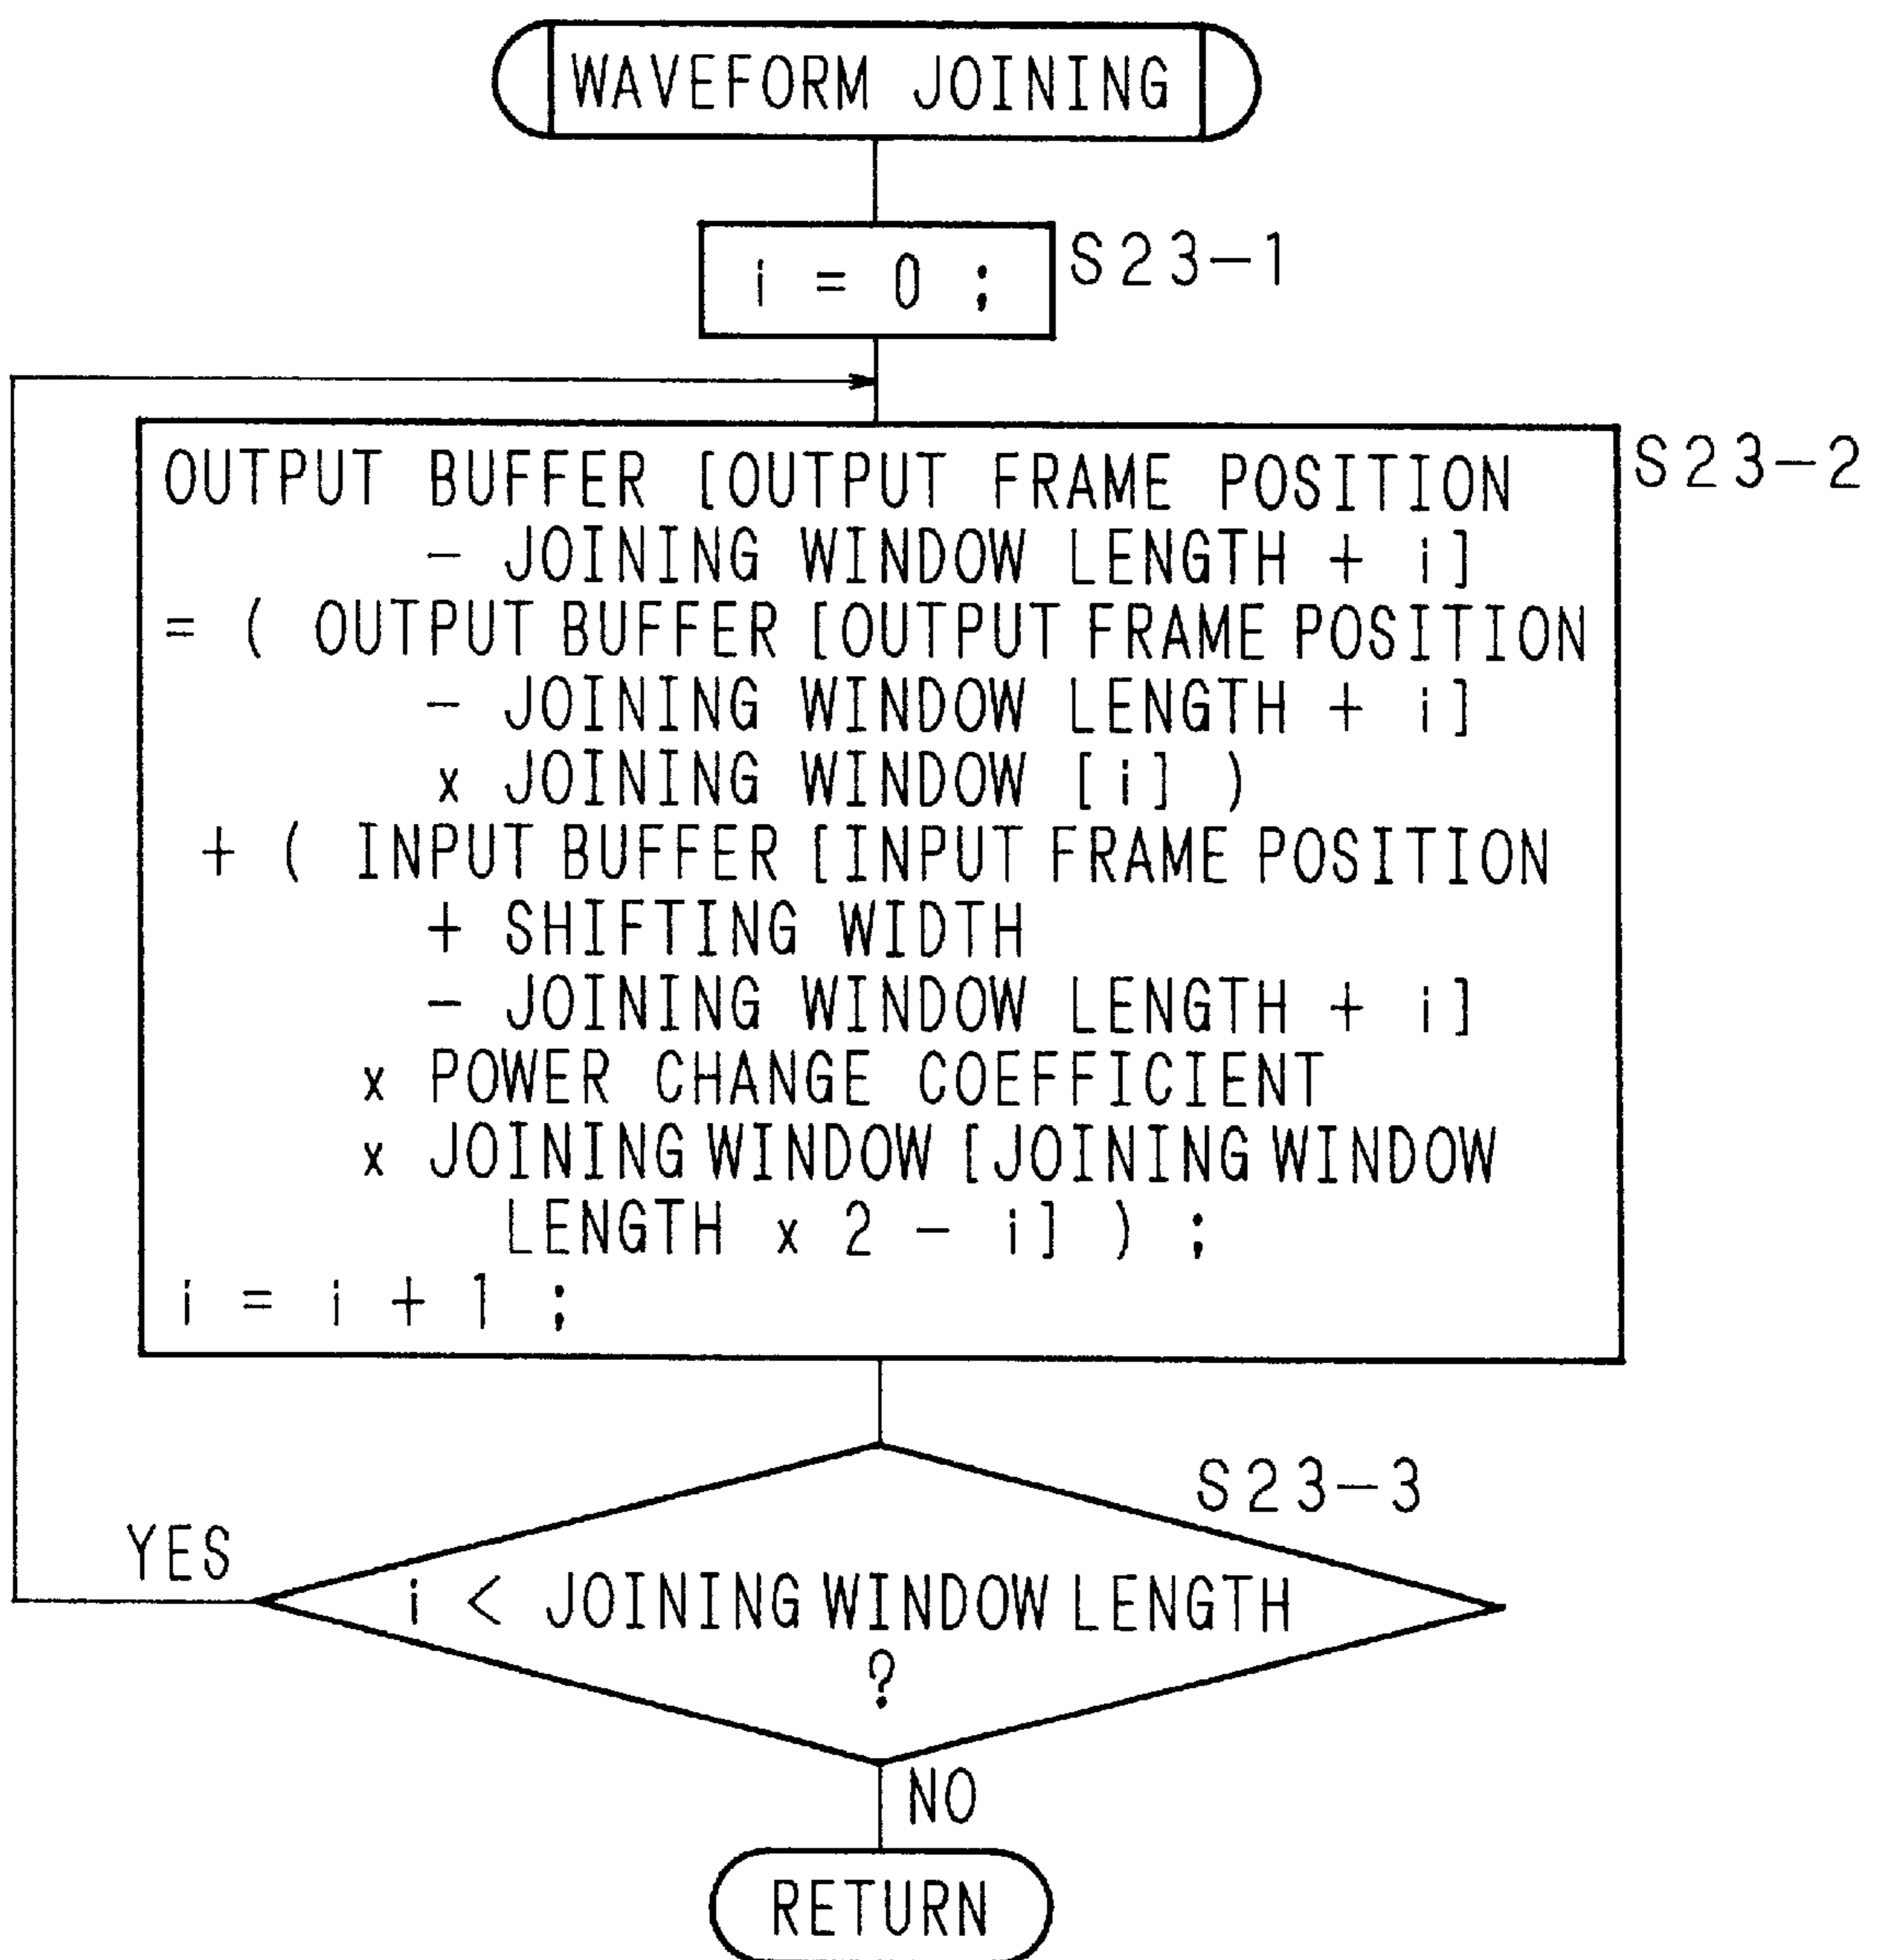 WAVEFORM JOINING
i = 0 ;
S23-1
OUTPUT BUFFER [OUTPUT FRAME POSITION
S23-2
- JOINING WINDOW LENGTH + i]
= ( OUTPUT BUFFER [OUTPUT FRAME POSITION
- JOINING WINDOW LENGTH + i]
x JOINING WINDOW [i] )
+ ( INPUT BUFFER [INPUT FRAME POSITION
+ SHIFTING WIDTH
- JOINING WINDOW LENGTH + i]
x POWER CHANGE COEFFICIENT
x JOINING WINDOW [JOINING WINDOW
LENGTH x 2 - i] ) ;
i = i + 1 ;
S23-3
YES
i < JOINING WINDOW LENGTH
?
NO
RETURN